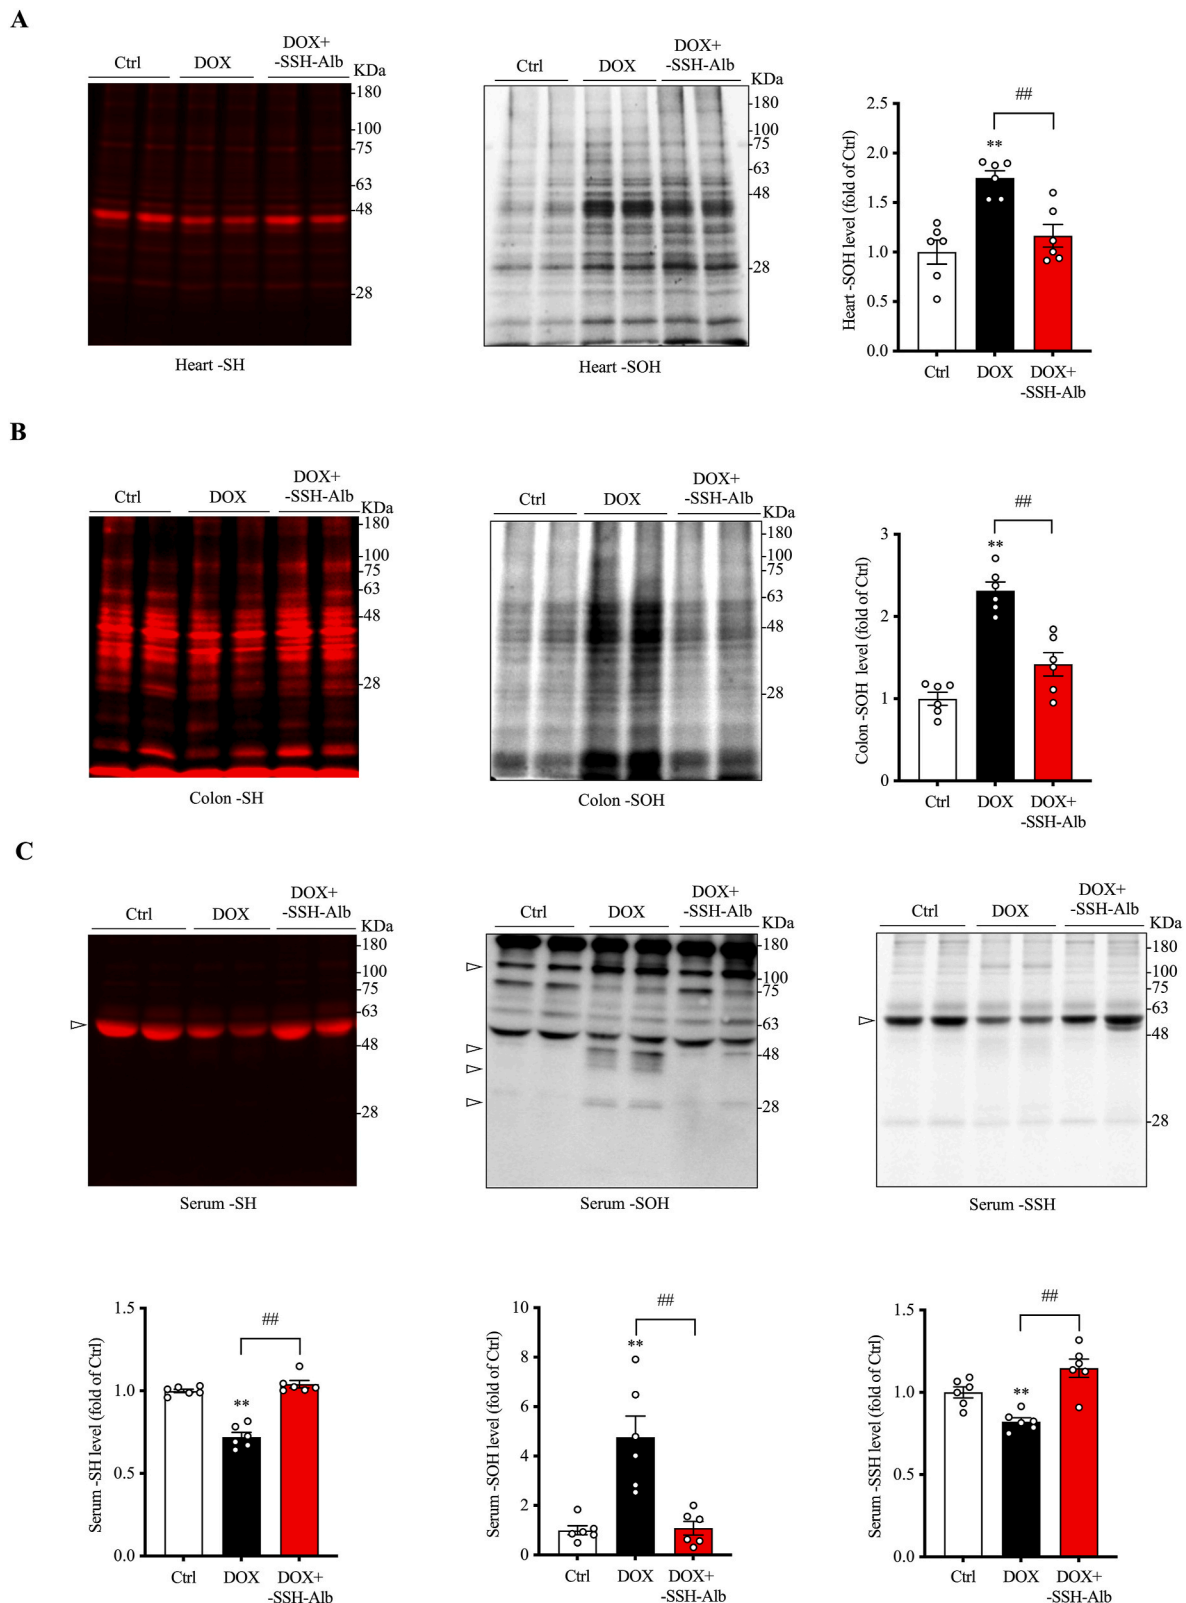 A
Ctrl
DOX
DOX+
-SSH-Alb
KDa
-180
-100
-75
-63
-48
-28
Heart -SH
Ctrl
DOX
DOX+
-SSH-Alb
KDa
-180
-100
-75
-63
-48
-28
Heart -SOH
Heart -SOH level (fold of Ctrl)
2.5
2.0
1.5
1.0
0.5
0.0
**
##
Ctrl
DOX
DOX+
-SSH-Alb
B
Ctrl
DOX
DOX+
-SSH-Alb
KDa
-180
-100
-75
-63
-48
-28
Colon -SH
Ctrl
DOX
DOX+
-SSH-Alb
KDa
-180
-100
-75
-63
-48
-28
Colon -SOH
Colon -SOH level (fold of Ctrl)
3
2
1
0
**
##
Ctrl
DOX
DOX+
-SSH-Alb
C
Ctrl
DOX
DOX+
-SSH-Alb
KDa
-180
-100
-75
-63
-48
-28
Serum -SH
Ctrl
DOX
DOX+
-SSH-Alb
KDa
-180
-100
-75
-63
-48
-28
Serum -SOH
Ctrl
DOX
DOX+
-SSH-Alb
KDa
-180
-100
-75
-63
-48
-28
Serum -SSH
Serum -SH level (fold of Ctrl)
1.5
1.0
0.5
0.0
**
##
Ctrl
DOX
DOX+
-SSH-Alb
Serum -SOH level (fold of Ctrl)
10
8
6
4
2
0
**
##
Ctrl
DOX
DOX+
-SSH-Alb
Serum -SSH level (fold of Ctrl)
1.5
1.0
0.5
0.0
**
##
Ctrl
DOX
DOX+
-SSH-Alb